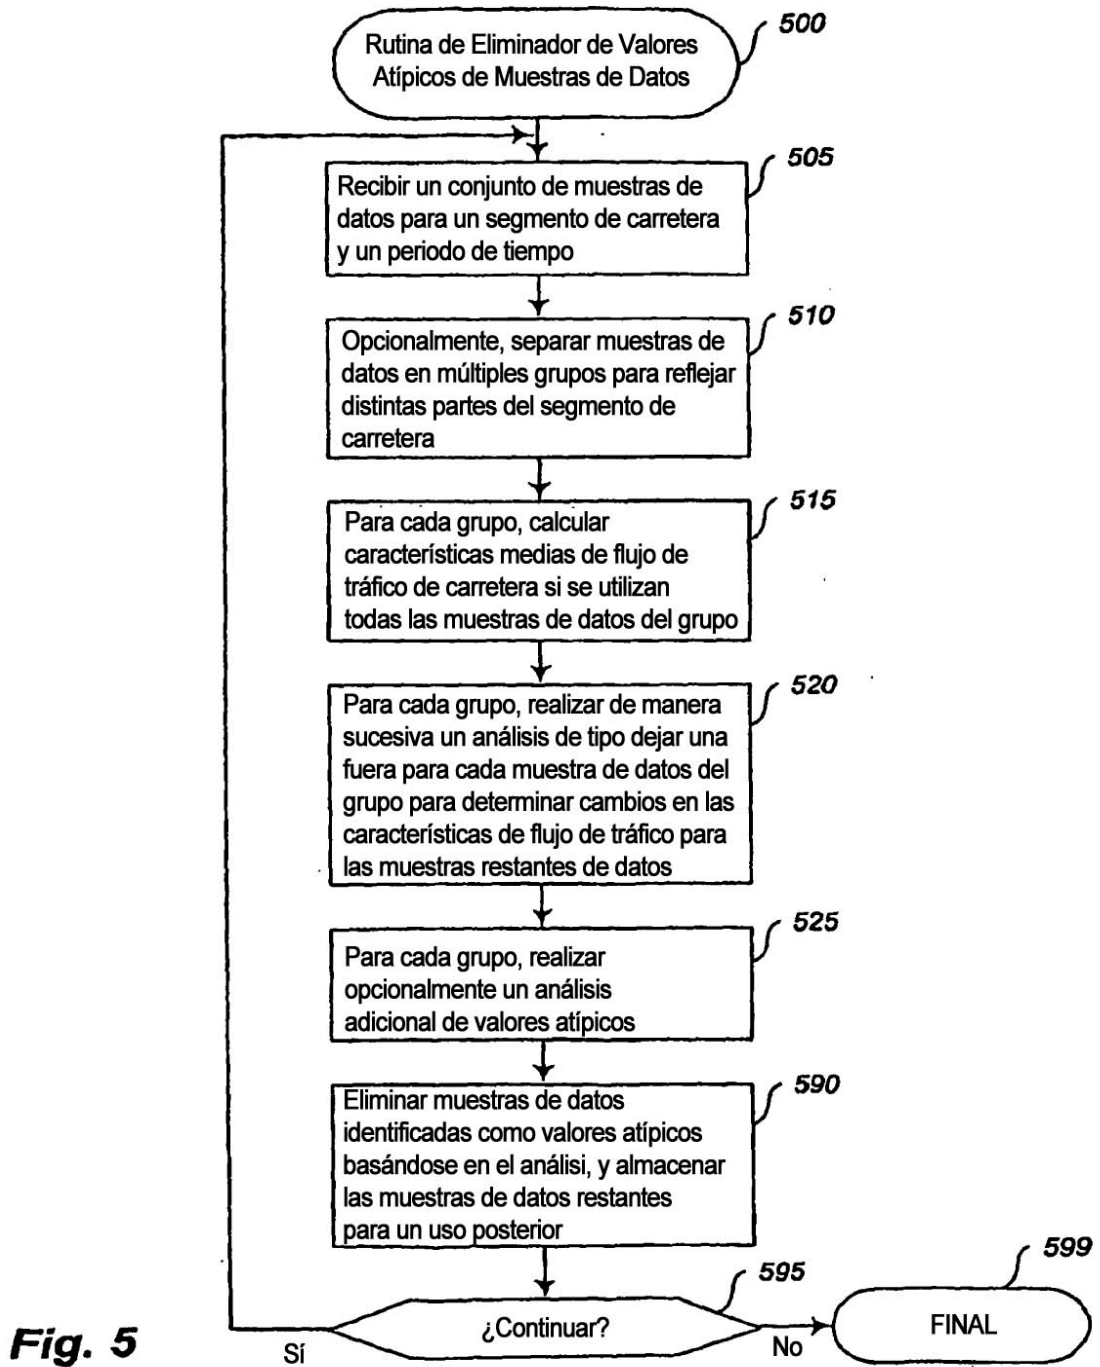 500
Rutina de Eliminador de Valores
Atípicos de Muestras de Datos
505
Recibir un conjunto de muestras de
datos para un segmento de carretera
y un periodo de tiempo
510
Opcionalmente, separar muestras de
datos en múltiples grupos para reflejar
distintas partes del segmento de
carretera
515
Para cada grupo, calcular
características medias de flujo de
tráfico de carretera si se utilizan
todas las muestras de datos del grupo
520
Para cada grupo, realizar de manera
sucesiva un análisis de tipo dejar una
fuera para cada muestra de datos del
grupo para determinar cambios en las
características de flujo de tráfico para
las muestras restantes de datos
525
Para cada grupo, realizar
opcionalmente un análisis
adicional de valores atípicos
590
Eliminar muestras de datos
identificadas como valores atípicos
basándose en el análisi, y almacenar
las muestras de datos restantes
para un uso posterior
595
¿Continuar?
Sí
No
599
FINAL
Fig. 5